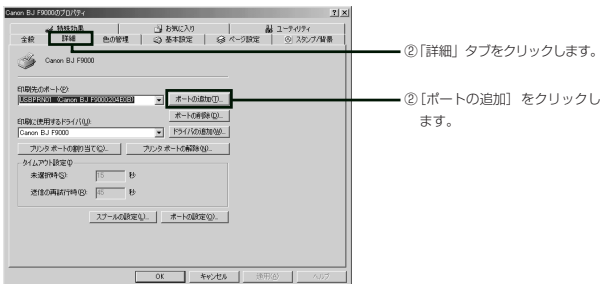 Canon BJ F9000のプロパティ
特殊効果 お気に入り ユーティリティ
全般 詳細 色の管理 基本設定 ページ設定 スタンプ/背景
②「詳細」タブをクリックします。
Canon BJ F9000
印刷先のポート(P):
USBPRN01 (Canon BJ F9000204BXB) ポートの追加(T)...
②[ポートの追加]をクリックし
ます。
ポートの削除(D)...
印刷に使用するドライバ(U):
Canon BJ F9000 ドライバの追加(W)...
プリンタ ポートの割り当て(C)... プリンタ ポートの解除(N)...
タイムアウト設定
未選択時(S): 15 秒
送信の再試行時(R): 45 秒
スプールの設定(L)... ポートの設定(O)...
OK キャンセル 適用(A) ヘルプ